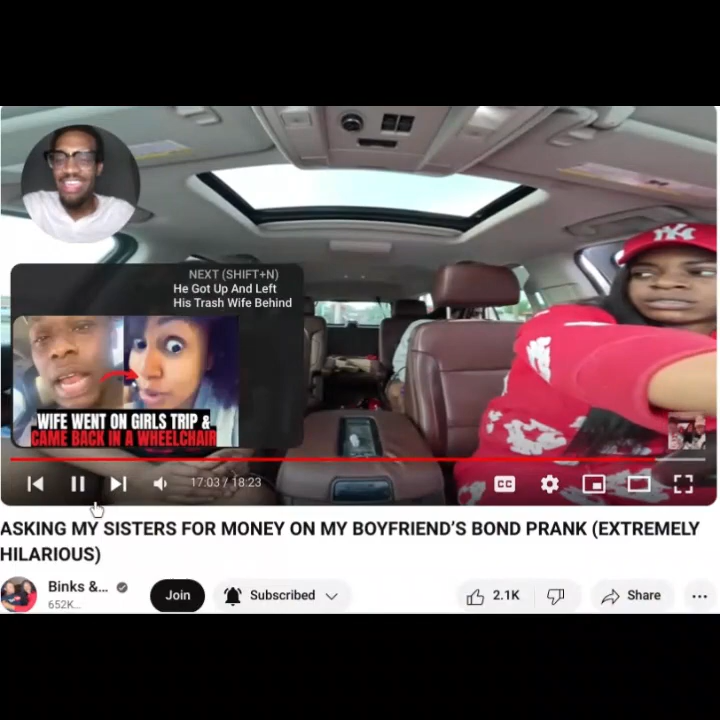 NY
NEXT (SHIFT+N)
He Got Up And Left
His Trash Wife Behind
WIFE WENT ON GIRLS TRIP &
CAME BACK IN A WHEELCHAIR
17:03 / 18:23
CC
ASKING MY SISTERS FOR MONEY ON MY BOYFRIEND'S BOND PRANK (EXTREMELY
HILARIOUS)
Binks &...
652K...
Join
Subscribed
2.1K
Share